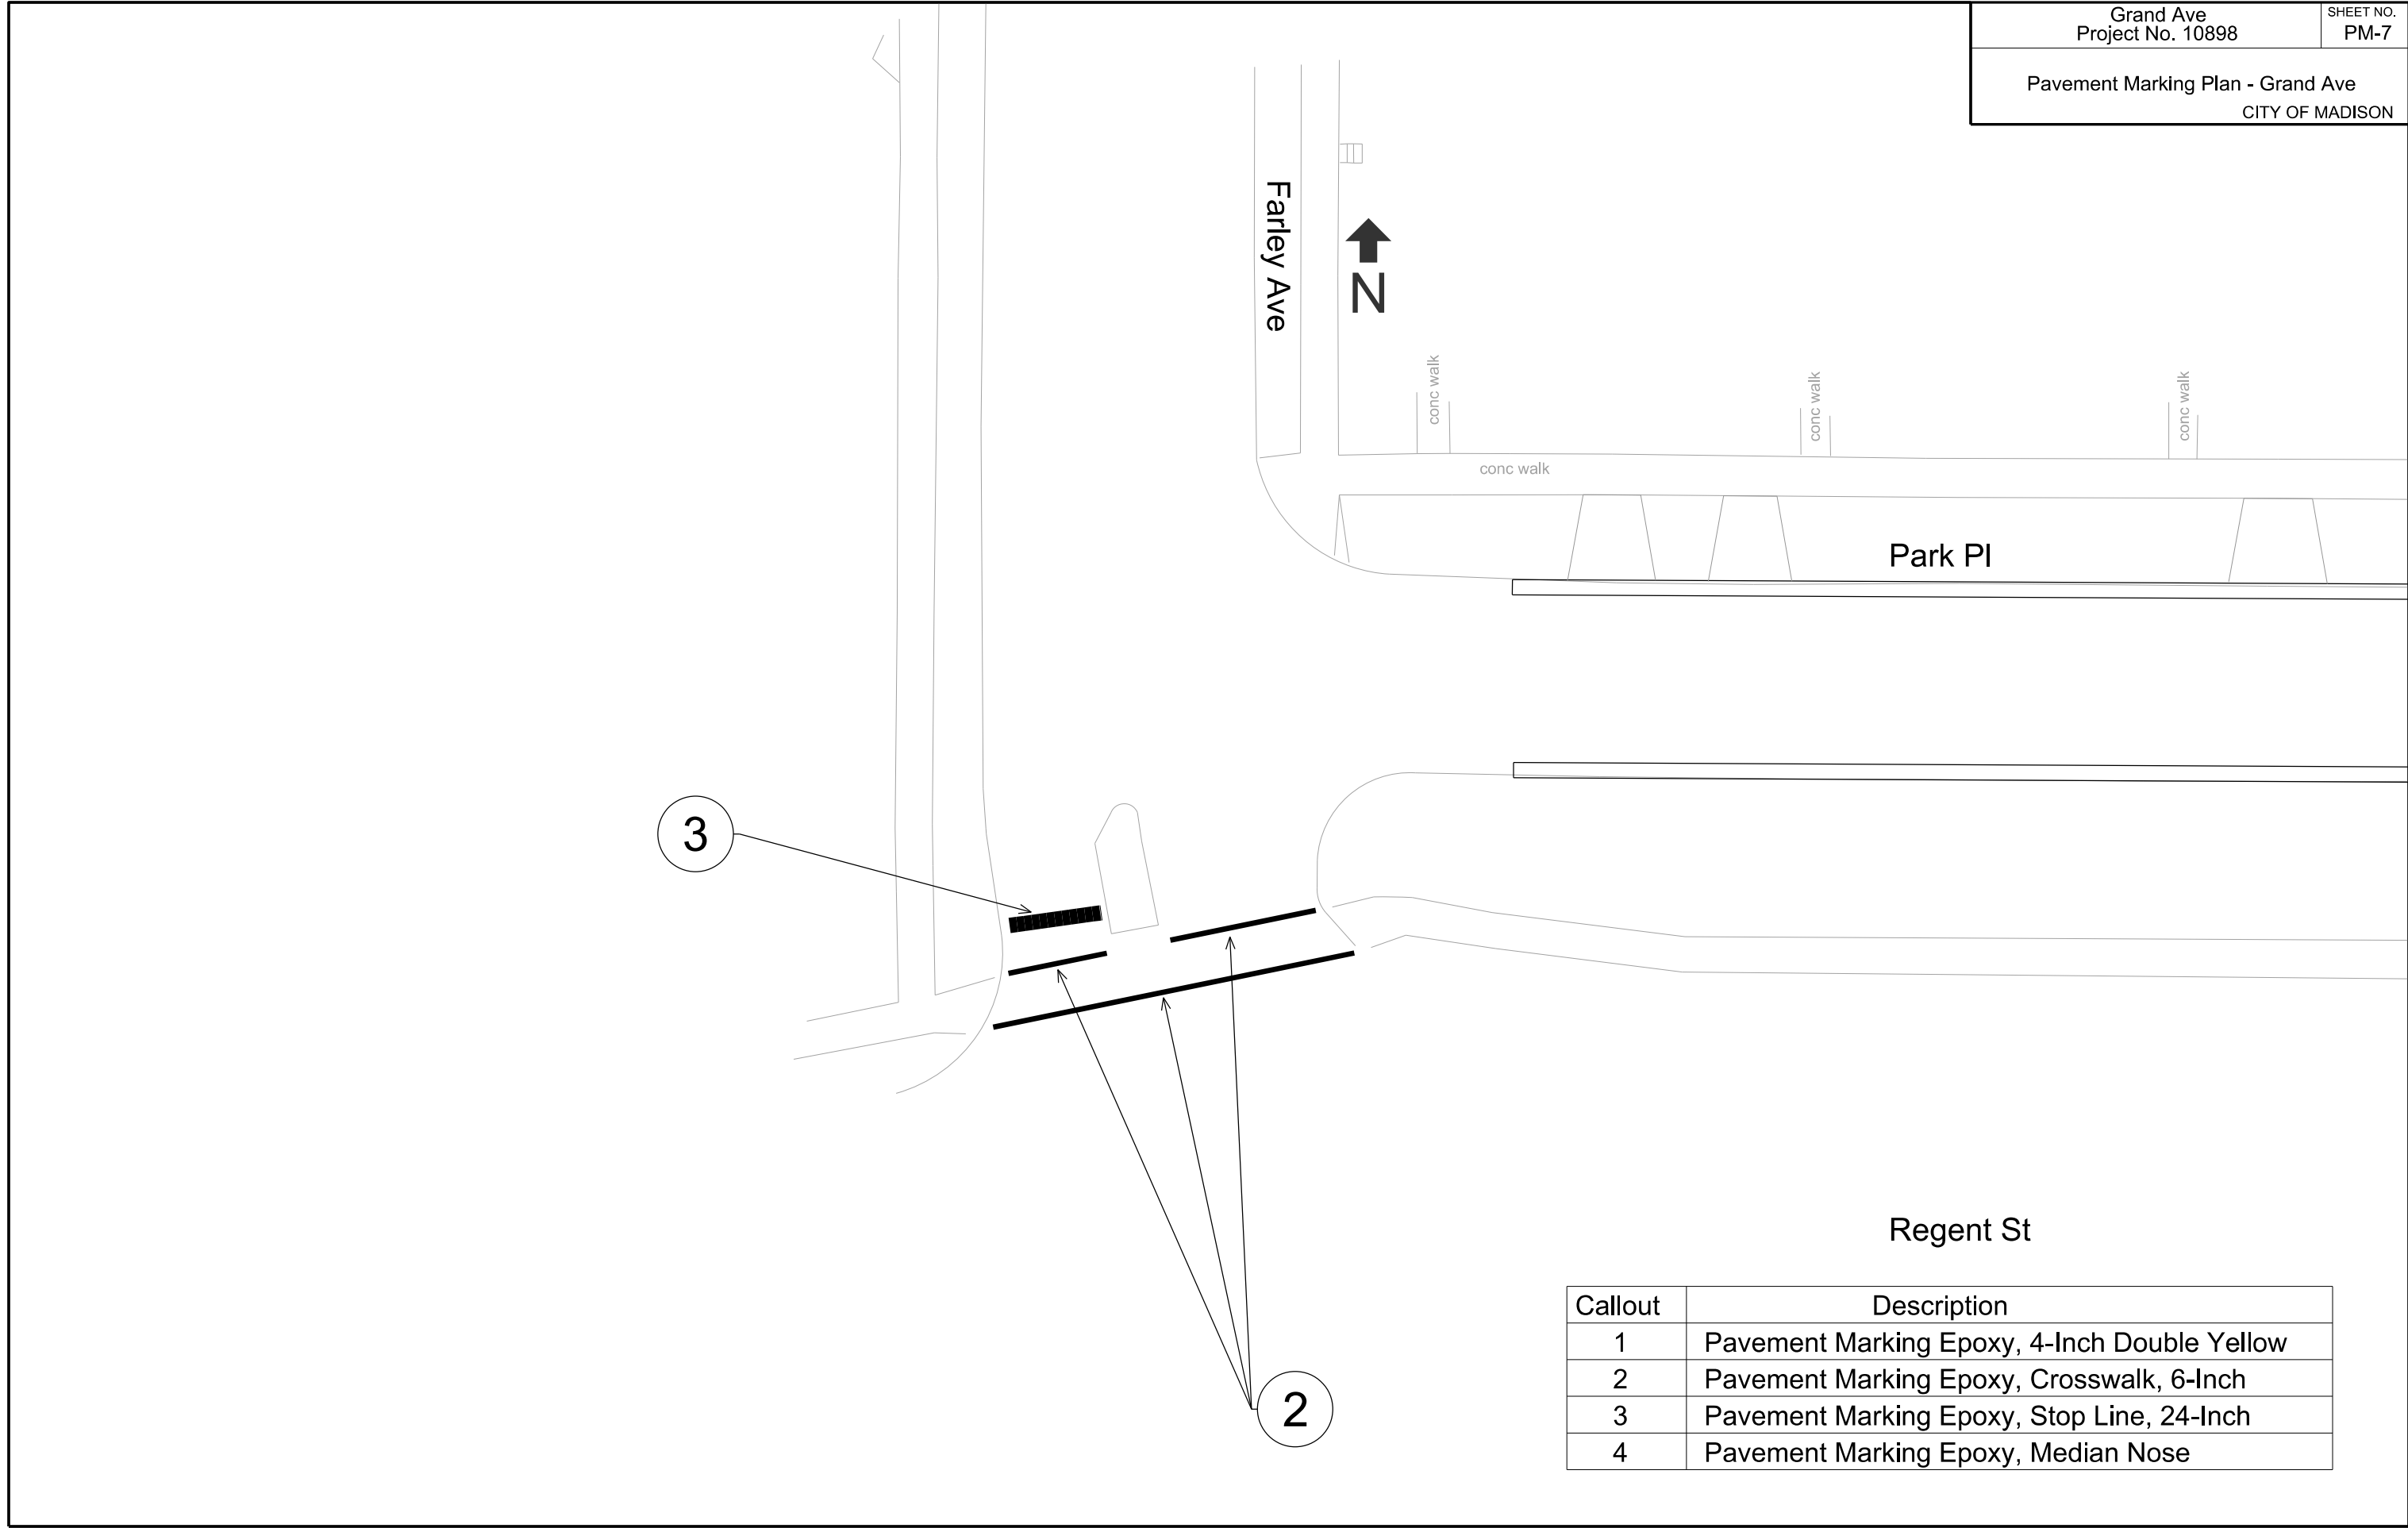 Grand Ave
Project No. 10898
SHEET NO.
PM-7
Pavement Marking Plan - Grand Ave
CITY OF MADISON
Farley Ave
N
conc walk
conc walk
conc walk
conc walk
Park Pl
3
2
Regent St
Callout Description
1 Pavement Marking Epoxy, 4-Inch Double Yellow
2 Pavement Marking Epoxy, Crosswalk, 6-Inch
3 Pavement Marking Epoxy, Stop Line, 24-Inch
4 Pavement Marking Epoxy, Median Nose